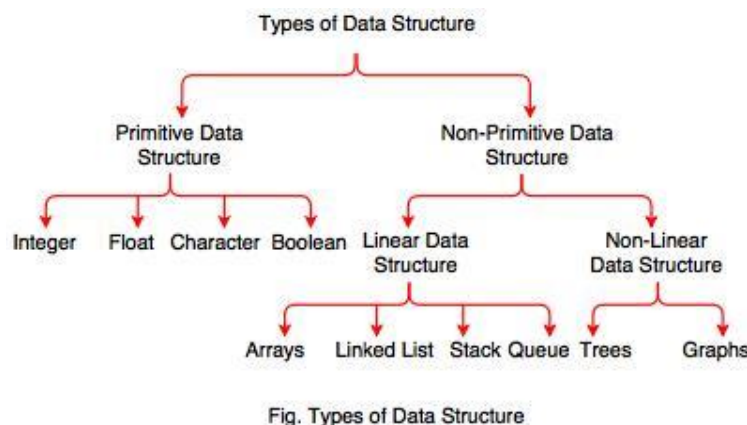 Types of Data Structure
Primitive Data
Structure
Non-Primitive Data
Structure
Integer Float Character Boolean
Linear Data
Structure
Non-Linear
Data Structure
Arrays Linked List Stack Queue Trees Graphs
Fig. Types of Data Structure